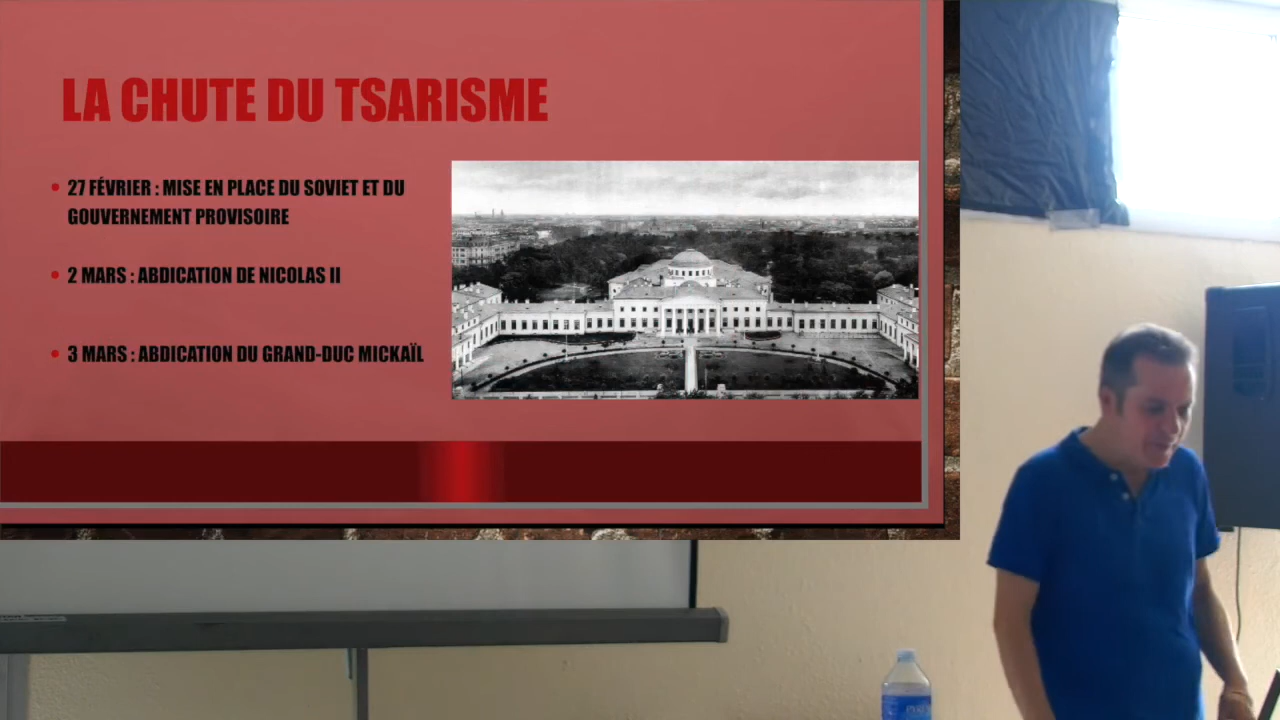 LA CHUTE DU TSARISME
• 27 FÉVRIER : MISE EN PLACE DU SOVIET ET DU
GOUVERNEMENT PROVISOIRE
• 2 MARS : ABDICATION DE NICOLAS II
• 3 MARS : ABDICATION DU GRAND-DUC MICKAÏL